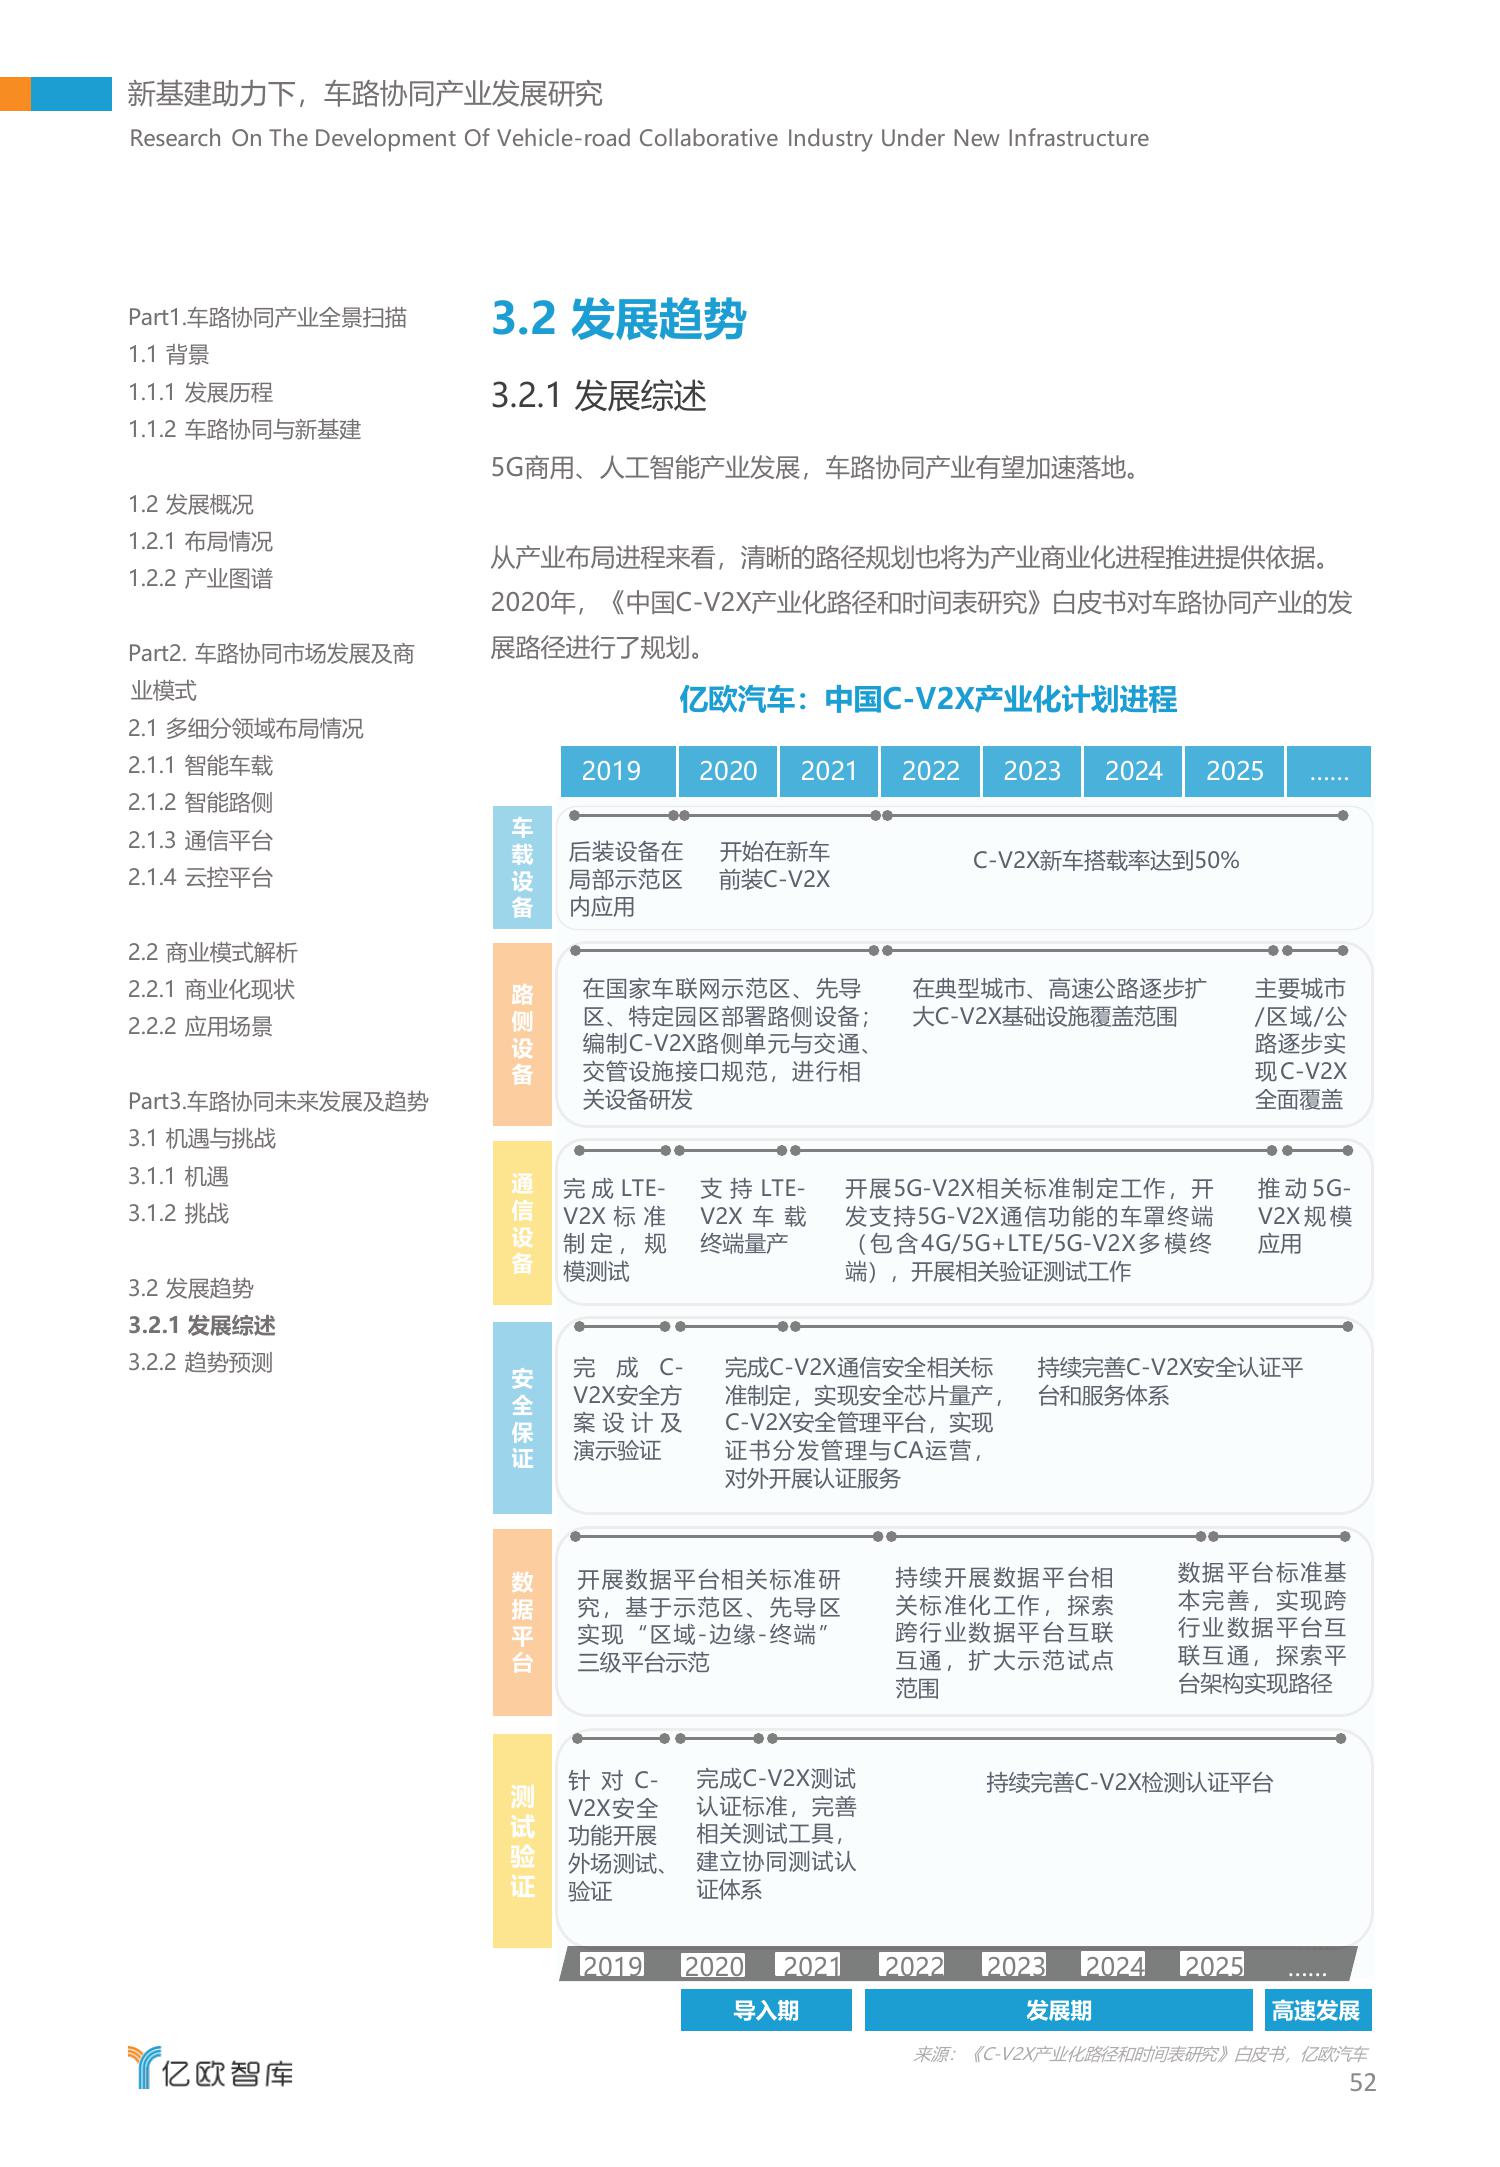 新基建助力下，车路协同产业发展研究
Research On The Development Of Vehicle-road Collaborative Industry Under New Infrastructure
Part1.车路协同产业全景扫描
1.1 背景
1.1.1 发展历程
1.1.2 车路协同与新基建
1.2 发展概况
1.2.1 布局情况
1.2.2 产业图谱
Part2. 车路协同市场发展及商
业模式
2.1 多细分领域布局情况
2.1.1 智能车载
2.1.2 智能路侧
2.1.3 通信平台
2.1.4 云控平台
2.2 商业模式解析
2.2.1 商业化现状
2.2.2 应用场景
Part3.车路协同未来发展及趋势
3.1 机遇与挑战
3.1.1 机遇
3.1.2 挑战
3.2 发展趋势
3.2.1 发展综述
3.2.2 趋势预测
3.2 发展趋势
3.2.1 发展综述
5G商用、人工智能产业发展，车路协同产业有望加速落地。
从产业布局进程来看，清晰的路径规划也将为产业商业化进程推进提供依据。
2020年，《中国C-V2X产业化路径和时间表研究》白皮书对车路协同产业的发
展路径进行了规划。
亿欧汽车：中国C-V2X产业化计划进程
2019 2020 2021 2022 2023 2024 2025 ......
车载设备
后装设备在
局部示范区
内应用
开始在新车
前装C-V2X
C-V2X新车搭载率达到50%
路侧设备
在国家车联网示范区、先导
区、特定园区部署路侧设备；
编制C-V2X路侧单元与交通、
交管设施接口规范，进行相
关设备研发
在典型城市、高速公路逐步扩
大C-V2X基础设施覆盖范围
主要城市
/区域/公
路逐步实
现C-V2X
全面覆盖
通信设备
完成LTE-
V2X标准
制定，规
模测试
支持LTE-
V2X车载
终端量产
开展5G-V2X相关标准制定工作，开
发支持5G-V2X通信功能的车罩终端
（包含4G/5G+LTE/5G-V2X多模终
端），开展相关验证测试工作
推动5G-
V2X规模
应用
安全保证
完成C-
V2X安全方
案设计及
演示验证
完成C-V2X通信安全相关标
准制定，实现安全芯片量产，
C-V2X安全管理平台，实现
证书分发管理与CA运营，
对外开展认证服务
持续完善C-V2X安全认证平
台和服务体系
数据平台
开展数据平台相关标准研
究，基于示范区、先导区
实现“区域-边缘-终端”
三级平台示范
持续开展数据平台相
关标准化工作，探索
跨行业数据平台互联
互通，扩大示范试点
范围
数据平台标准基
本完善，实现跨
行业数据平台互
联互通，探索平
台架构实现路径
测试验证
针对C-
V2X安全
功能开展
外场测试、
验证
完成C-V2X测试
认证标准，完善
相关测试工具，
建立协同测试认
证体系
持续完善C-V2X检测认证平台
2019 2020 2021 2022 2023 2024 2025 ......
导入期 发展期 高速发展
来源：《C-V2X产业化路径和时间表研究》白皮书，亿欧汽车
亿欧智库
52